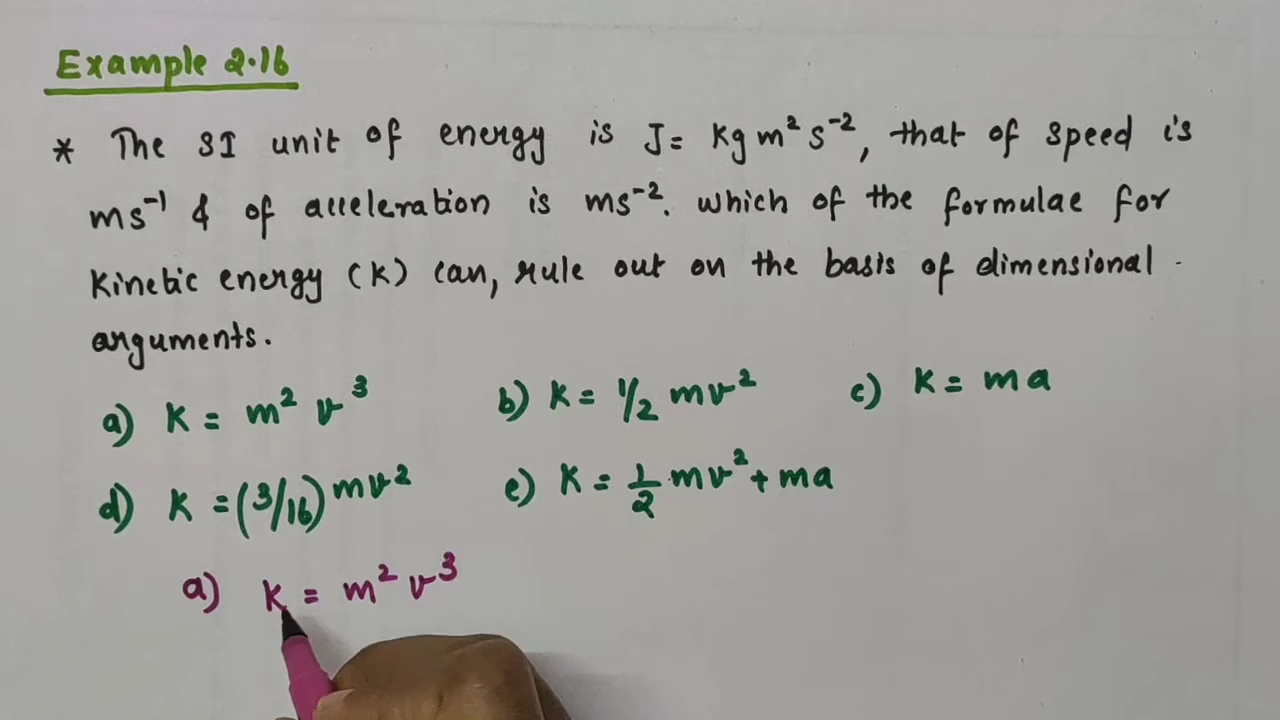 Example 2.16
* The SI unit of energy is J= Kg m² s⁻², that of speed is
ms⁻¹ & of acceleration is ms⁻². which of the formulae for
Kinetic energy (K) can, rule out on the basis of dimensional
arguments.
a) K = m² v³ b) K = 1/2 mv² c) K = ma
d) K = (3/16) mv² e) K = 1/2 mv² + ma
a) K = m² v³